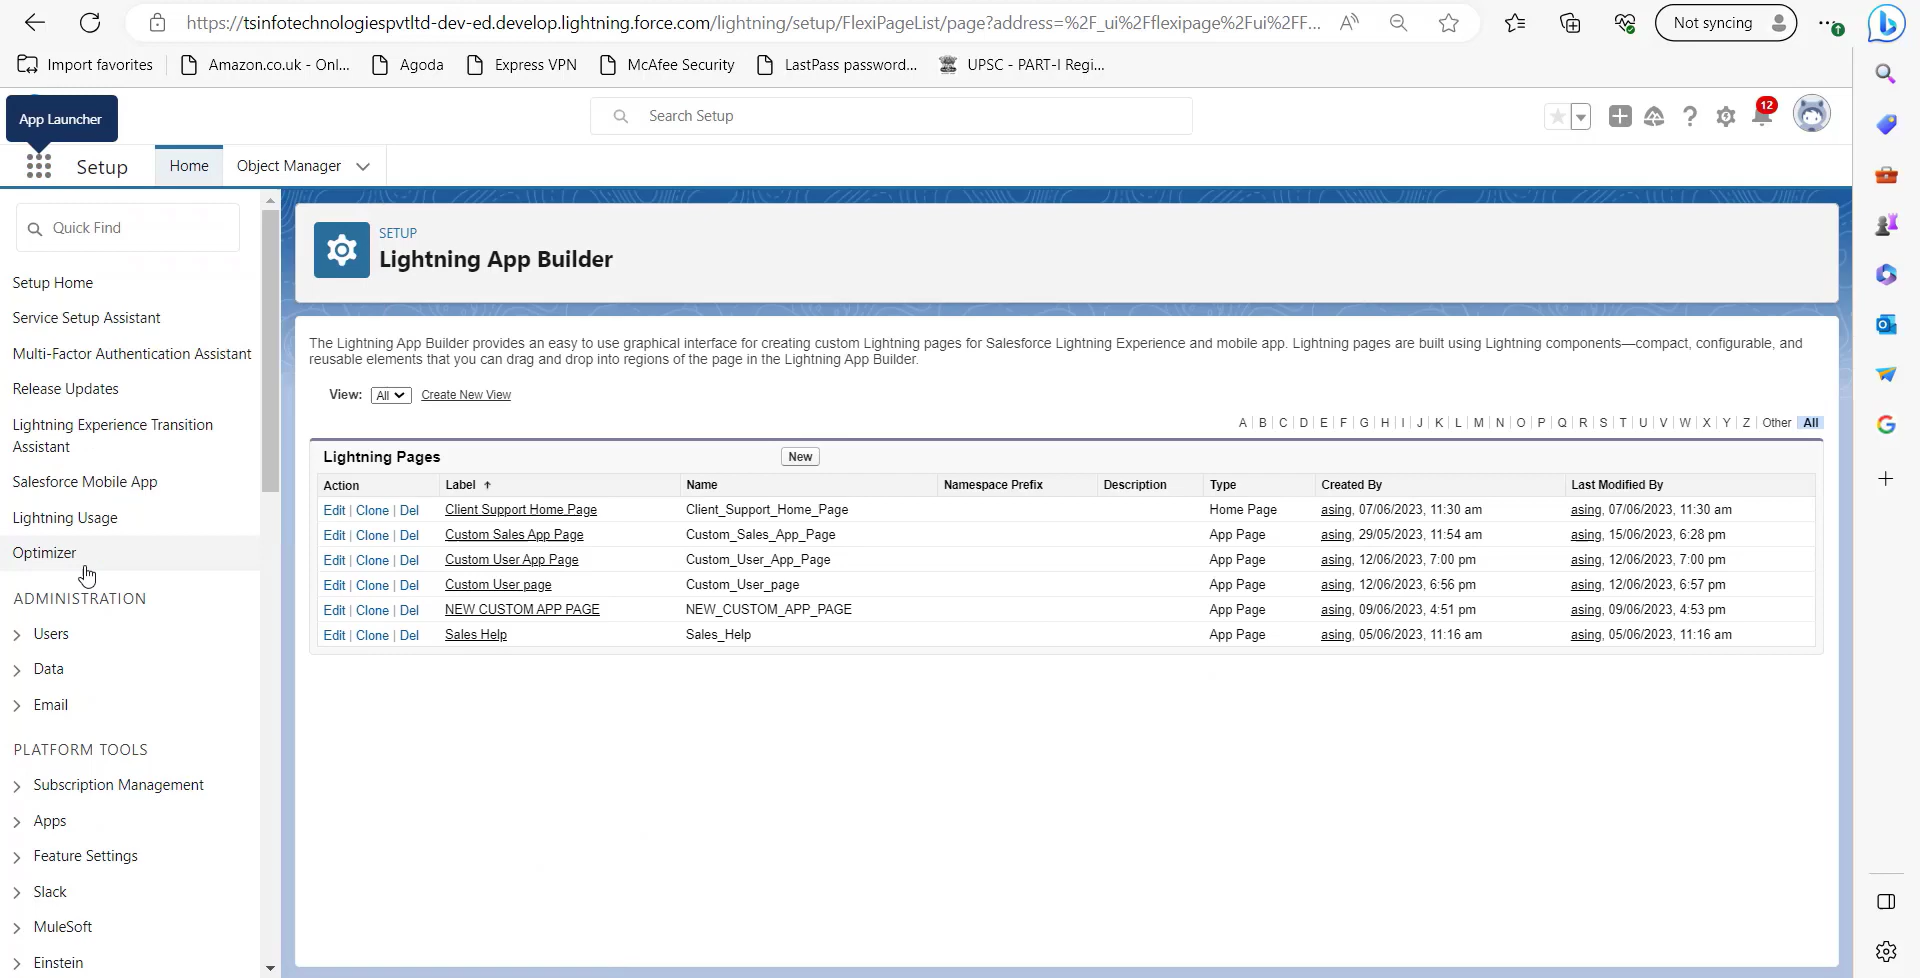 https://tsinfotechnologiespvtltd-dev-ed.develop.lightning.force.com/lightning/setup/FlexiPageList/page?address=%2F_ui%2Fflexipage%2Fui%2FF...
Not syncing
Import favorites
Amazon.co.uk - Onl...
Agoda
Express VPN
McAfee Security
LastPass password...
UPSC - PART-I Regi...
App Launcher
Search Setup
12
Setup
Home
Object Manager
Quick Find
Setup Home
Service Setup Assistant
Multi-Factor Authentication Assistant
Release Updates
Lightning Experience Transition
Assistant
Salesforce Mobile App
Lightning Usage
Optimizer
ADMINISTRATION
Users
Data
Email
PLATFORM TOOLS
Subscription Management
Apps
Feature Settings
Slack
MuleSoft
Einstein
SETUP
Lightning App Builder
The Lightning App Builder provides an easy to use graphical interface for creating custom Lightning pages for Salesforce Lightning Experience and mobile app. Lightning pages are built using Lightning components—compact, configurable, and
reusable elements that you can drag and drop into regions of the page in the Lightning App Builder.
View: All Create New View
A | B | C | D | E | F | G | H | I | J | K | L | M | N | O | P | Q | R | S | T | U | V | W | X | Y | Z | Other | All
Lightning Pages New
Action Label ↑ Name Namespace Prefix Description Type Created By Last Modified By
Edit | Clone | Del Client Support Home Page Client_Support_Home_Page Home Page asing, 07/06/2023, 11:30 am asing, 07/06/2023, 11:30 am
Edit | Clone | Del Custom Sales App Page Custom_Sales_App_Page App Page asing, 29/05/2023, 11:54 am asing, 15/06/2023, 6:28 pm
Edit | Clone | Del Custom User App Page Custom_User_App_Page App Page asing, 12/06/2023, 7:00 pm asing, 12/06/2023, 7:00 pm
Edit | Clone | Del Custom User page Custom_User_page App Page asing, 12/06/2023, 6:56 pm asing, 12/06/2023, 6:57 pm
Edit | Clone | Del NEW CUSTOM APP PAGE NEW_CUSTOM_APP_PAGE App Page asing, 09/06/2023, 4:51 pm asing, 09/06/2023, 4:53 pm
Edit | Clone | Del Sales Help Sales_Help App Page asing, 05/06/2023, 11:16 am asing, 05/06/2023, 11:16 am